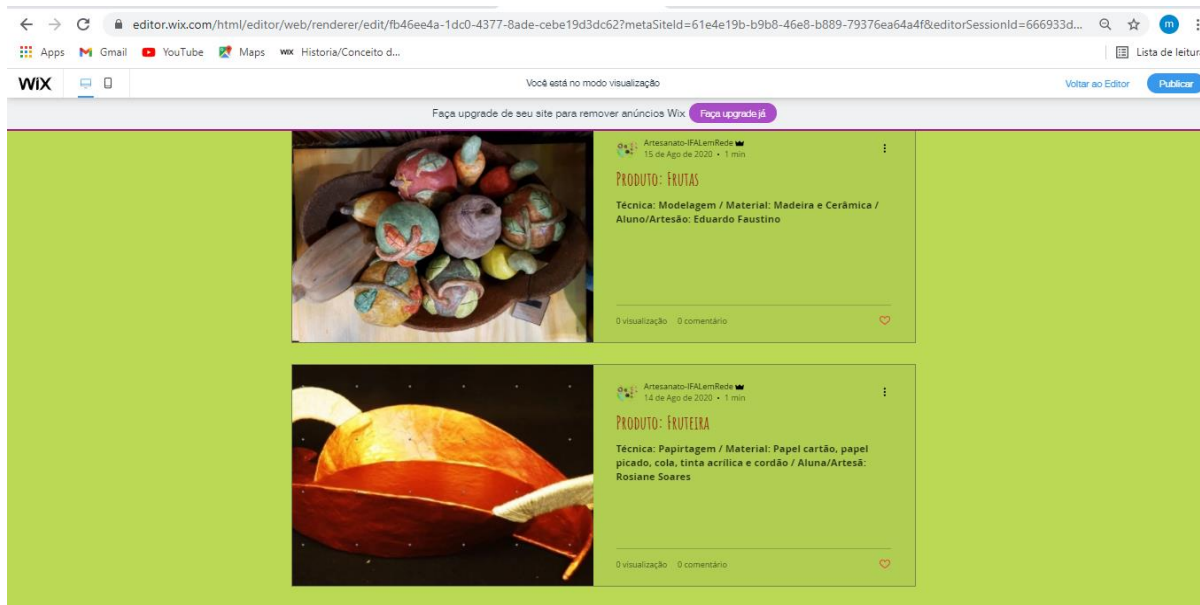 editor.wix.com/html/editor/web/renderer/edit/fb46ee4a-1dc0-4377-8ade-cebe19d3dc62?metaSiteId=61e4e19b-b9b8-46e8-b889-79376ea64a4f&editorSessionId=666933d...
m
Apps Gmail YouTube Maps WIX Historia/Conceito d... Lista de leitura
WiX Você está no modo visualização Voltar ao Editor Publicar
Faça upgrade de seu site para remover anúncios Wix Faça upgrade já
Artesanato-IFALemRede
15 de Ago de 2020 • 1 min
Produto: Frutas
Técnica: Modelagem / Material: Madeira e Cerâmica /
Aluno/Artesão: Eduardo Faustino
0 visualização 0 comentário
Artesanato-IFALemRede
14 de Ago de 2020 • 1 min
Produto: Fruteira
Técnica: Papirtagem / Material: Papel cartão, papel
picado, cola, tinta acrílica e cordão / Aluna/Artesã:
Rosiane Soares
0 visualização 0 comentário